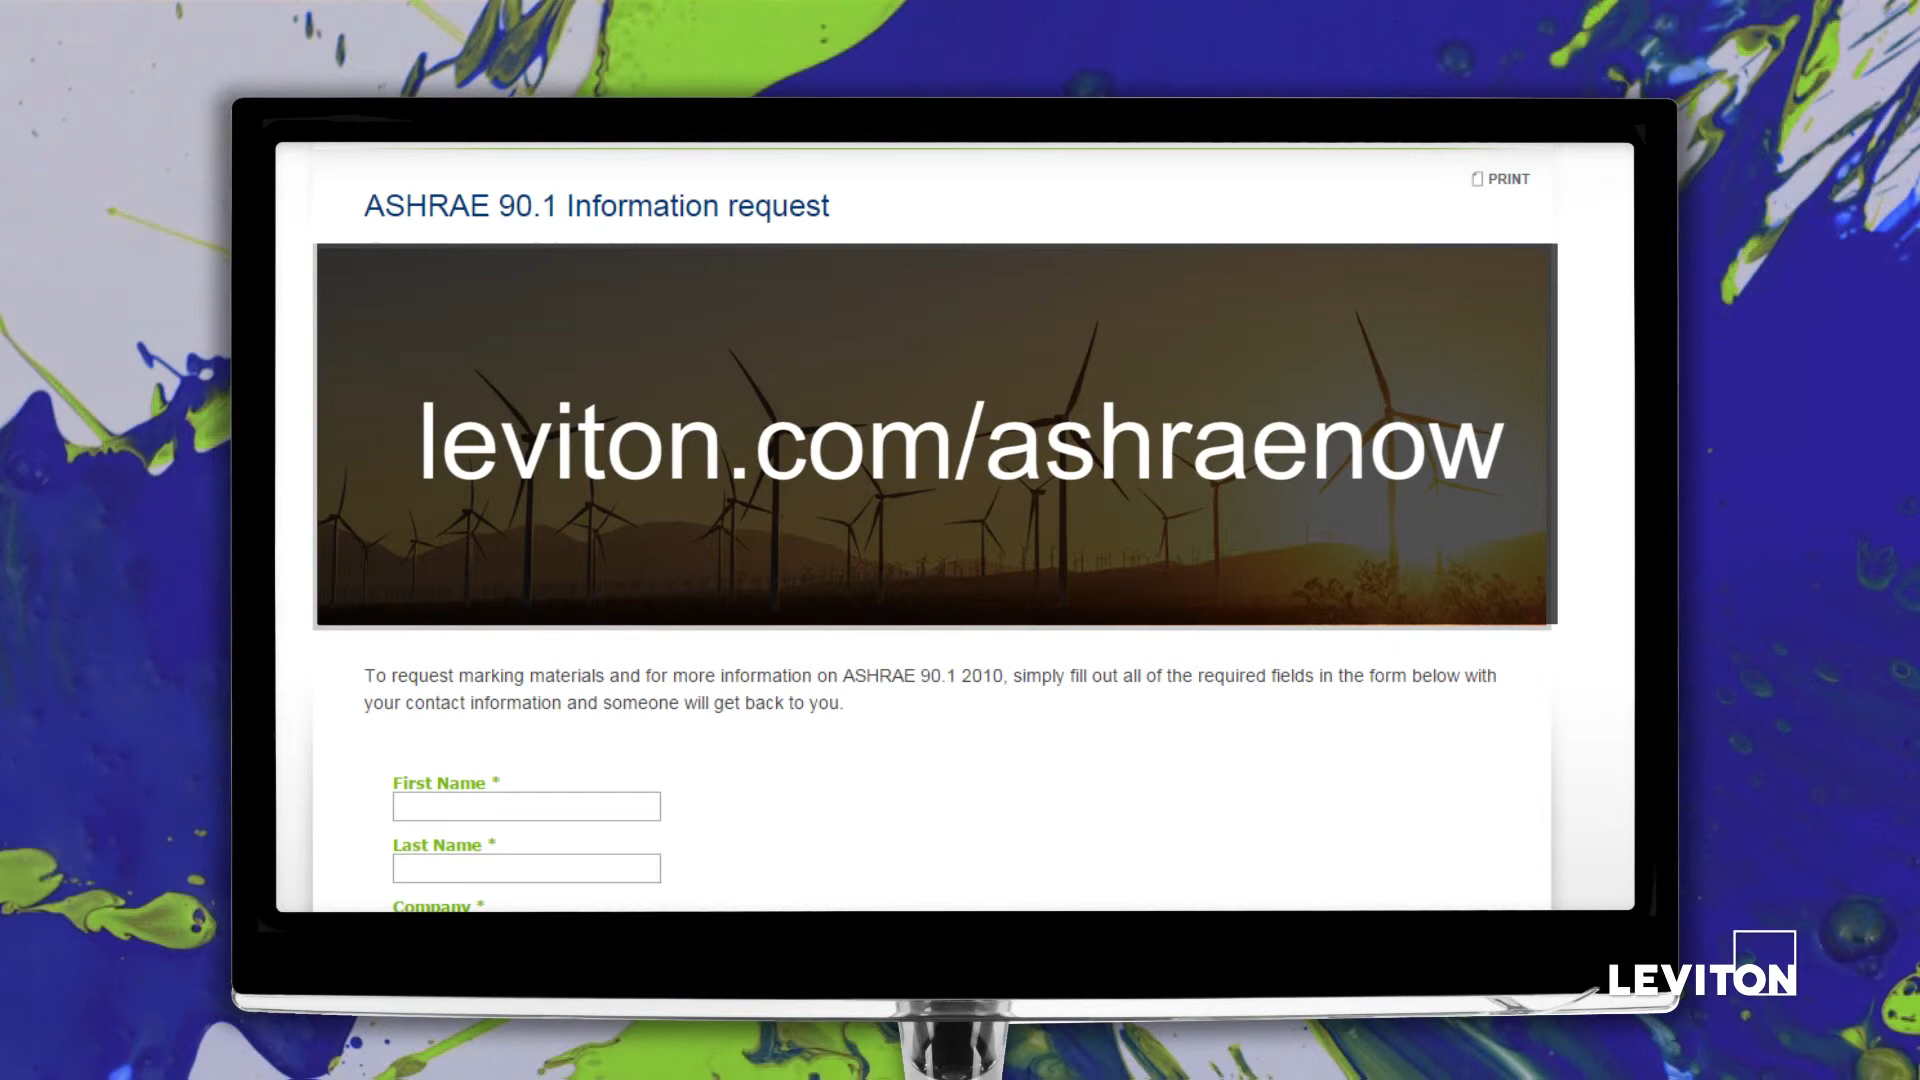 PRINT
ASHRAE 90.1 Information request
leviton.com/ashraenow
To request marking materials and for more information on ASHRAE 90.1 2010, simply fill out all of the required fields in the form below with
your contact information and someone will get back to you.
First Name *
Last Name *
Company *
LEVITON